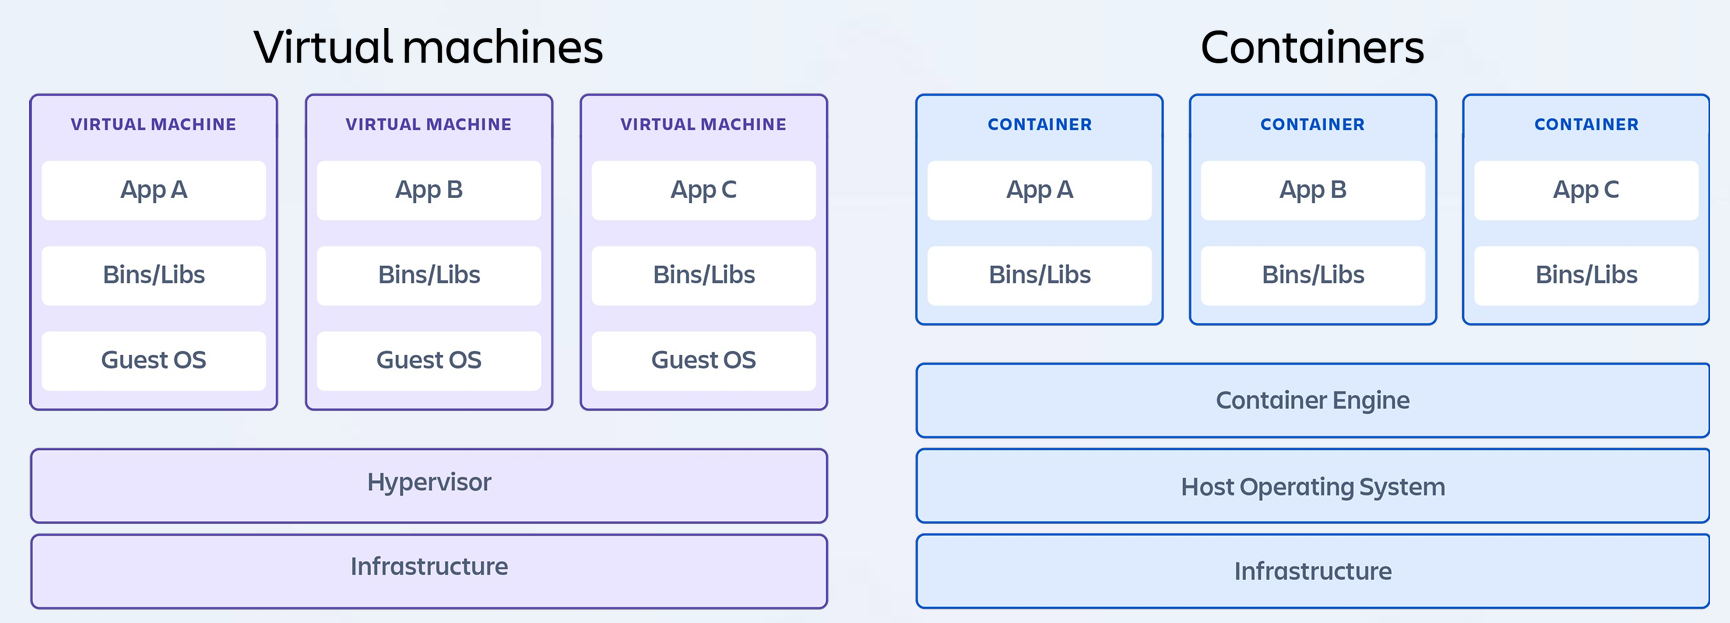 Virtual machines
VIRTUAL MACHINE
App A
Bins/Libs
Guest OS
VIRTUAL MACHINE
App B
Bins/Libs
Guest OS
VIRTUAL MACHINE
App C
Bins/Libs
Guest OS
Hypervisor
Infrastructure
Containers
CONTAINER
App A
Bins/Libs
CONTAINER
App B
Bins/Libs
CONTAINER
App C
Bins/Libs
Container Engine
Host Operating System
Infrastructure